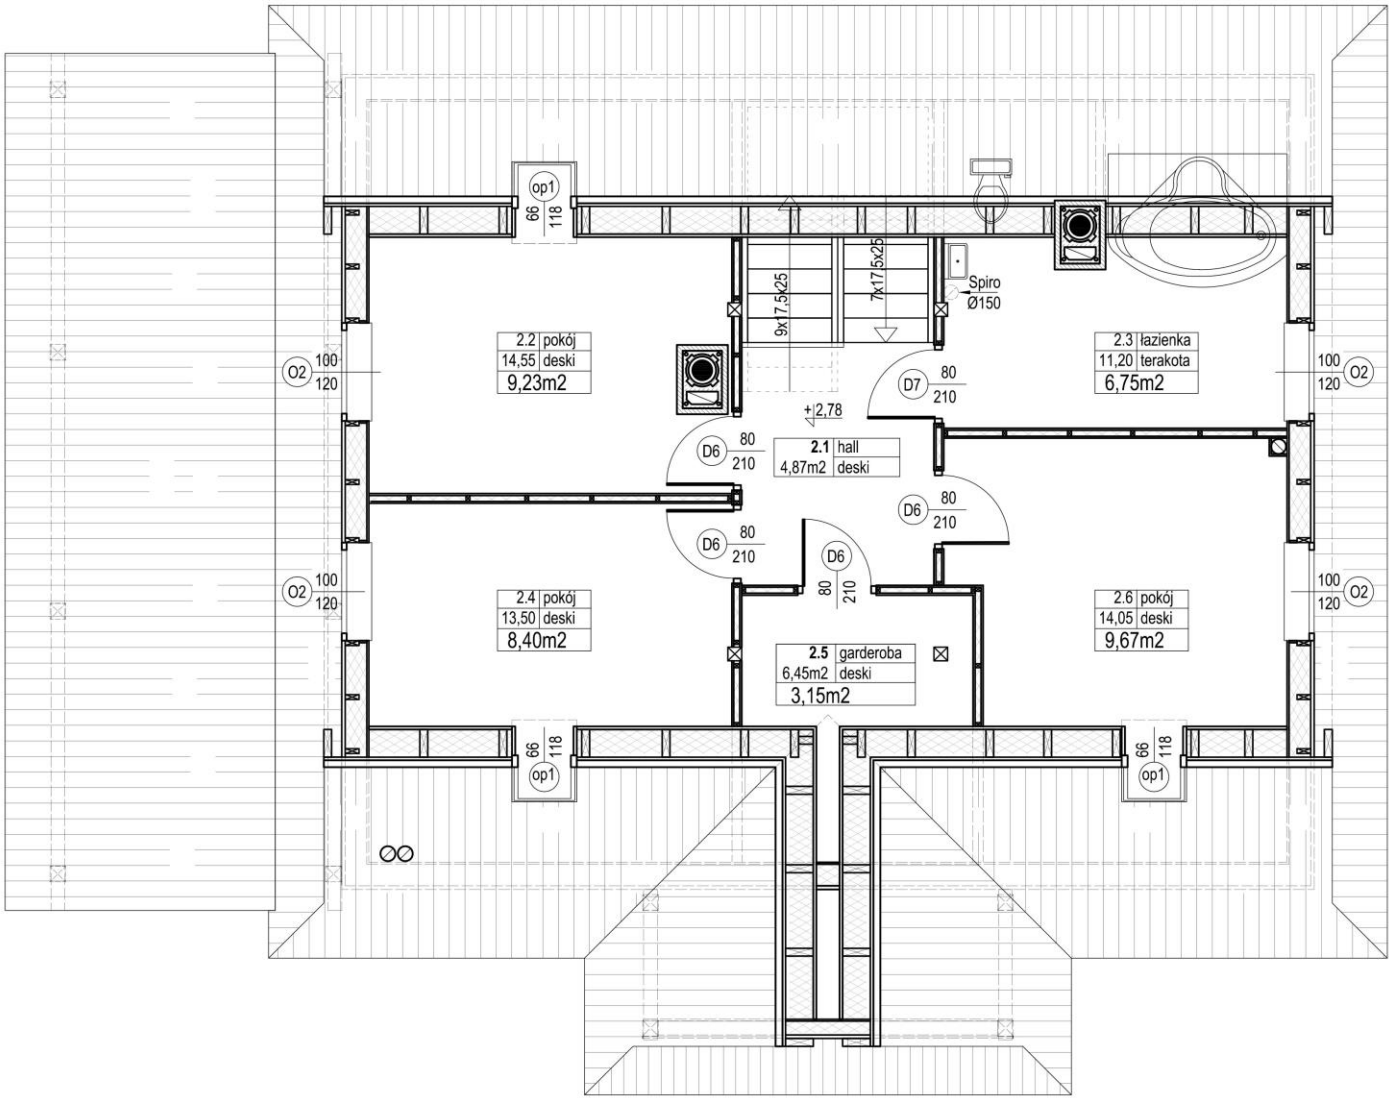 op1
66
118
9x17,5x25
7x17,5x25
Spiro
Ø150
2.2 pokój
14,55 deski
9,23m2
2.3 łazienka
11,20 terakota
6,75m2
O2
100
120
D7
80
210
100
120
O2
+2,78
2.1 hall
4,87m2 deski
D6
80
210
D6
80
210
D6
80
210
D6
80
210
O2
100
120
2.4 pokój
13,50 deski
8,40m2
2.6 pokój
14,05 deski
9,67m2
100
120
O2
2.5 garderoba
6,45m2 deski
3,15m2
66
118
op1
66
118
op1